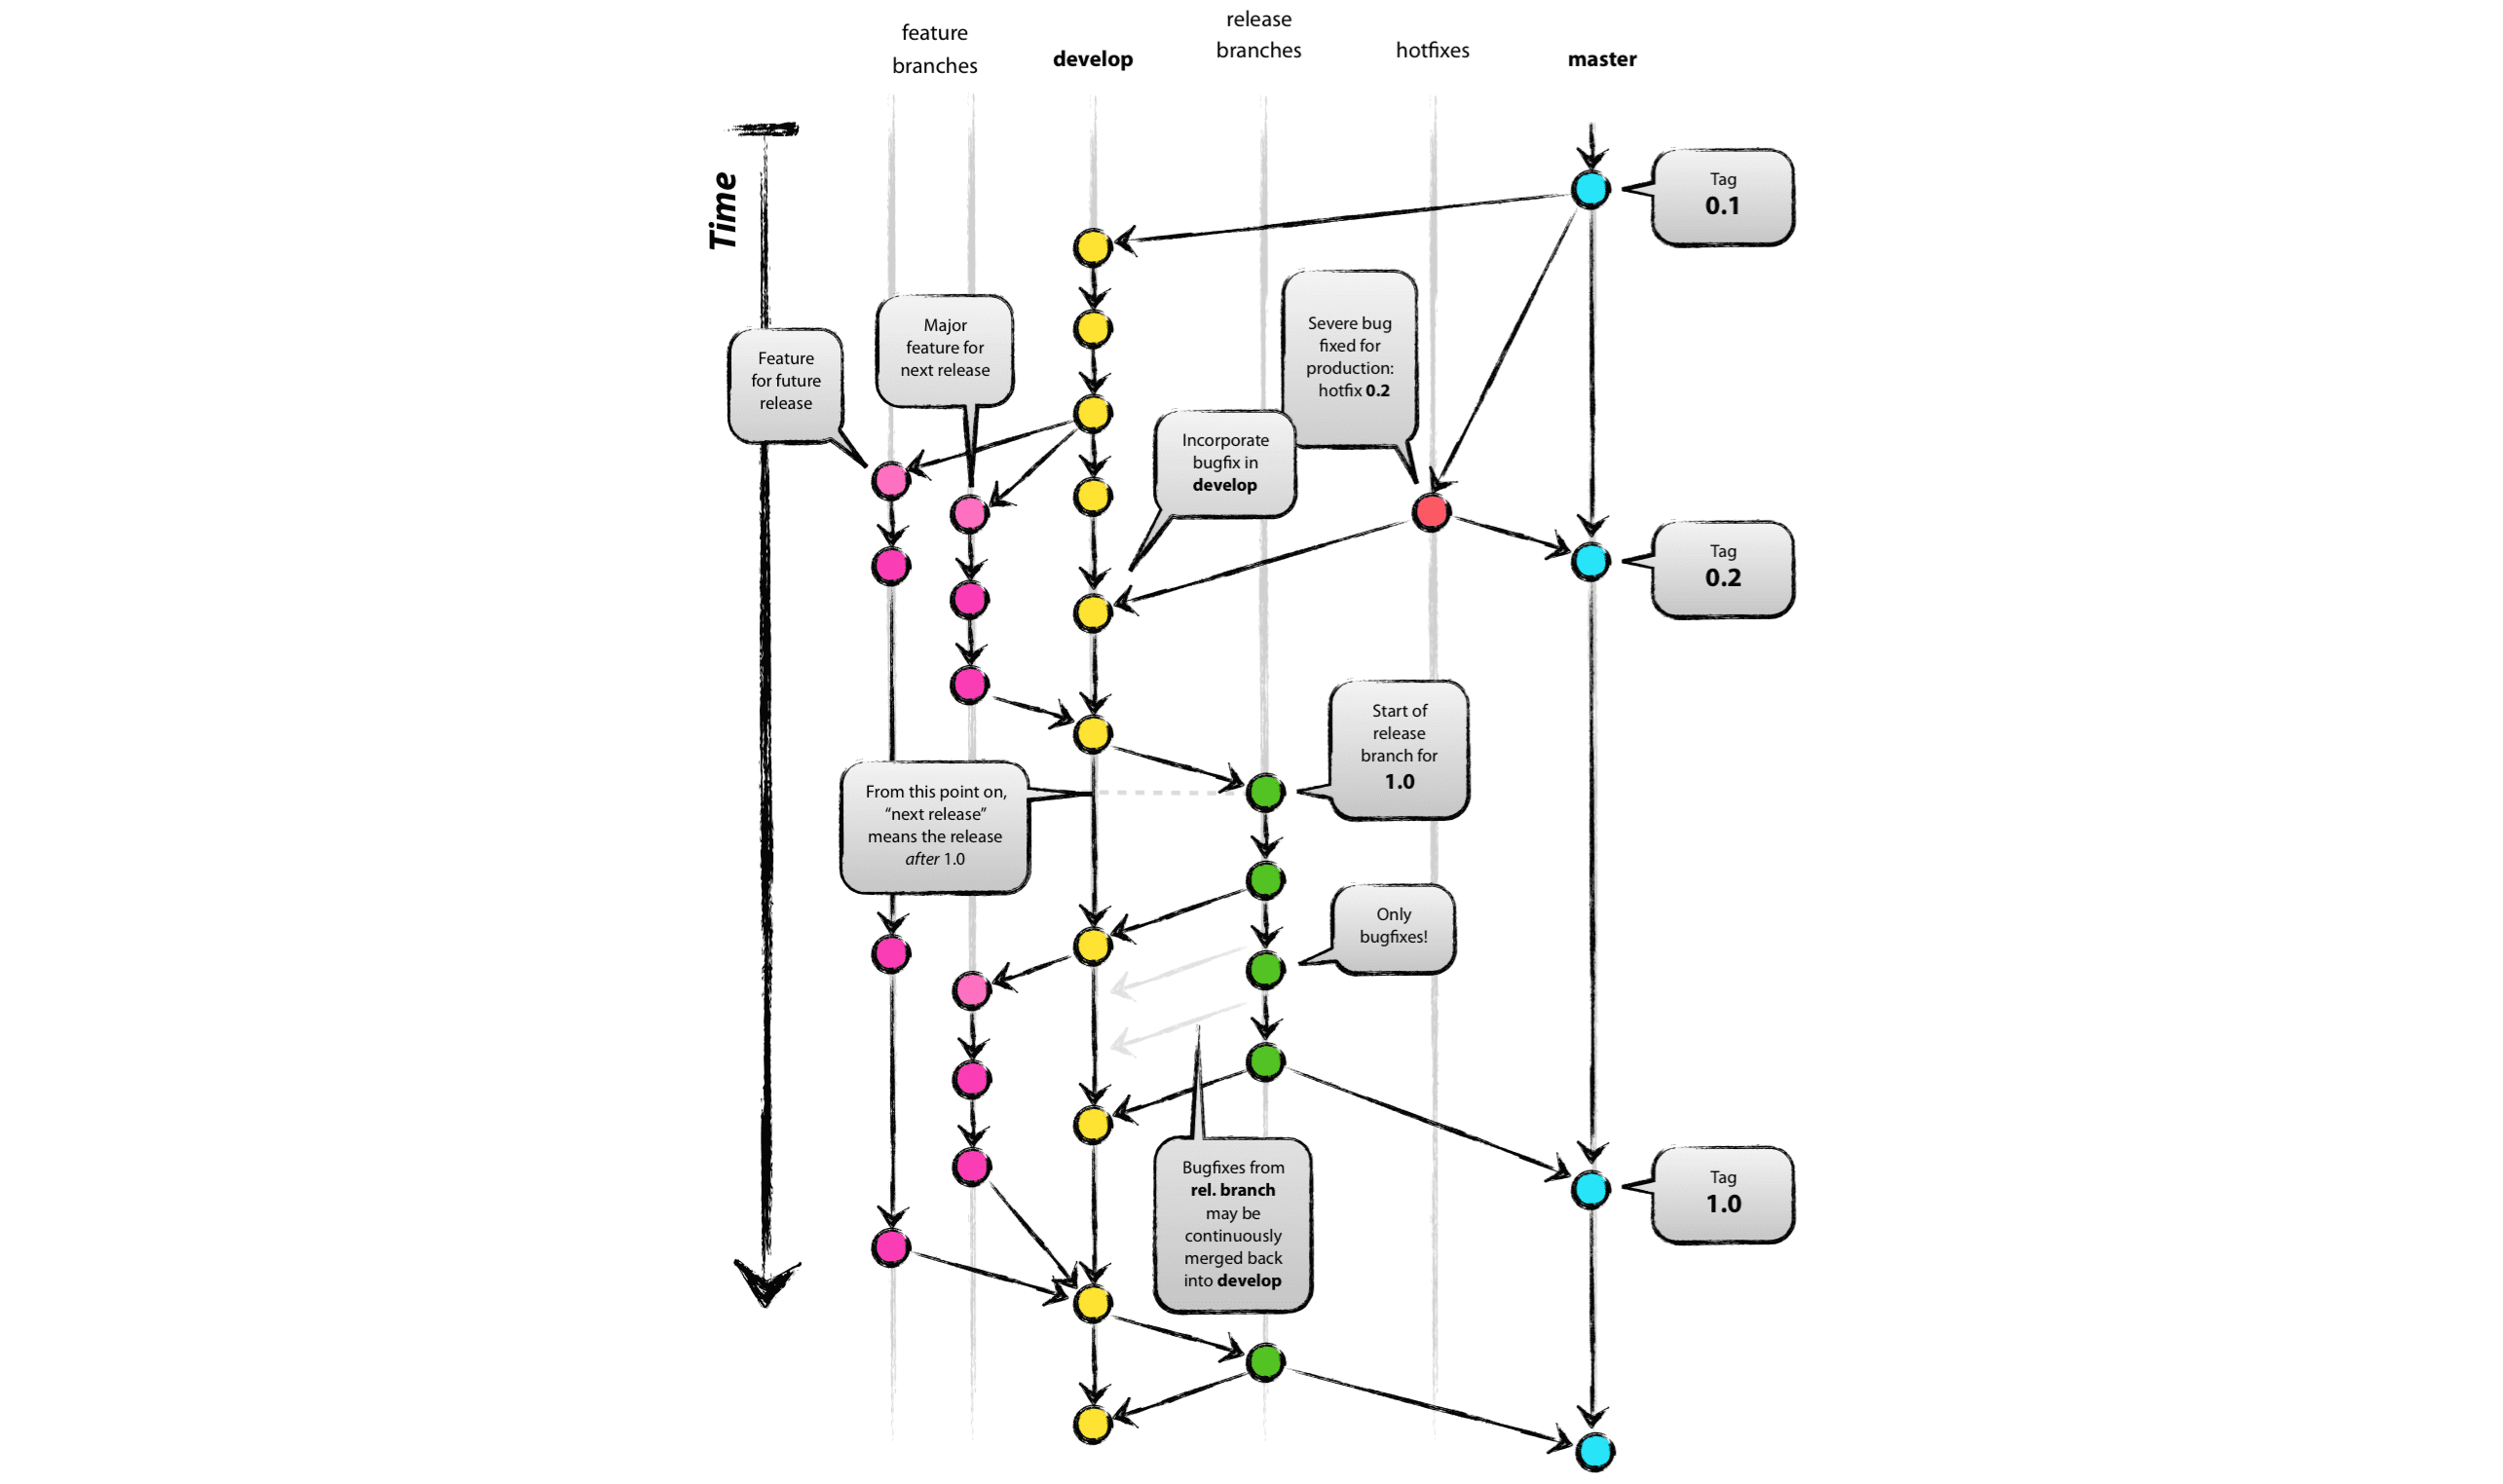 feature
branches
develop
release
branches
hotfixes
master
Time
Tag
0.1
Feature
for future
release
Major
feature for
next release
Severe bug
fixed for
production:
hotfix 0.2
Incorporate
bugfix in
develop
Tag
0.2
Start of
release
branch for
1.0
From this point on,
“next release”
means the release
after 1.0
Only
bugfixes!
Bugfixes from
rel. branch
may be
continuously
merged back
into develop
Tag
1.0